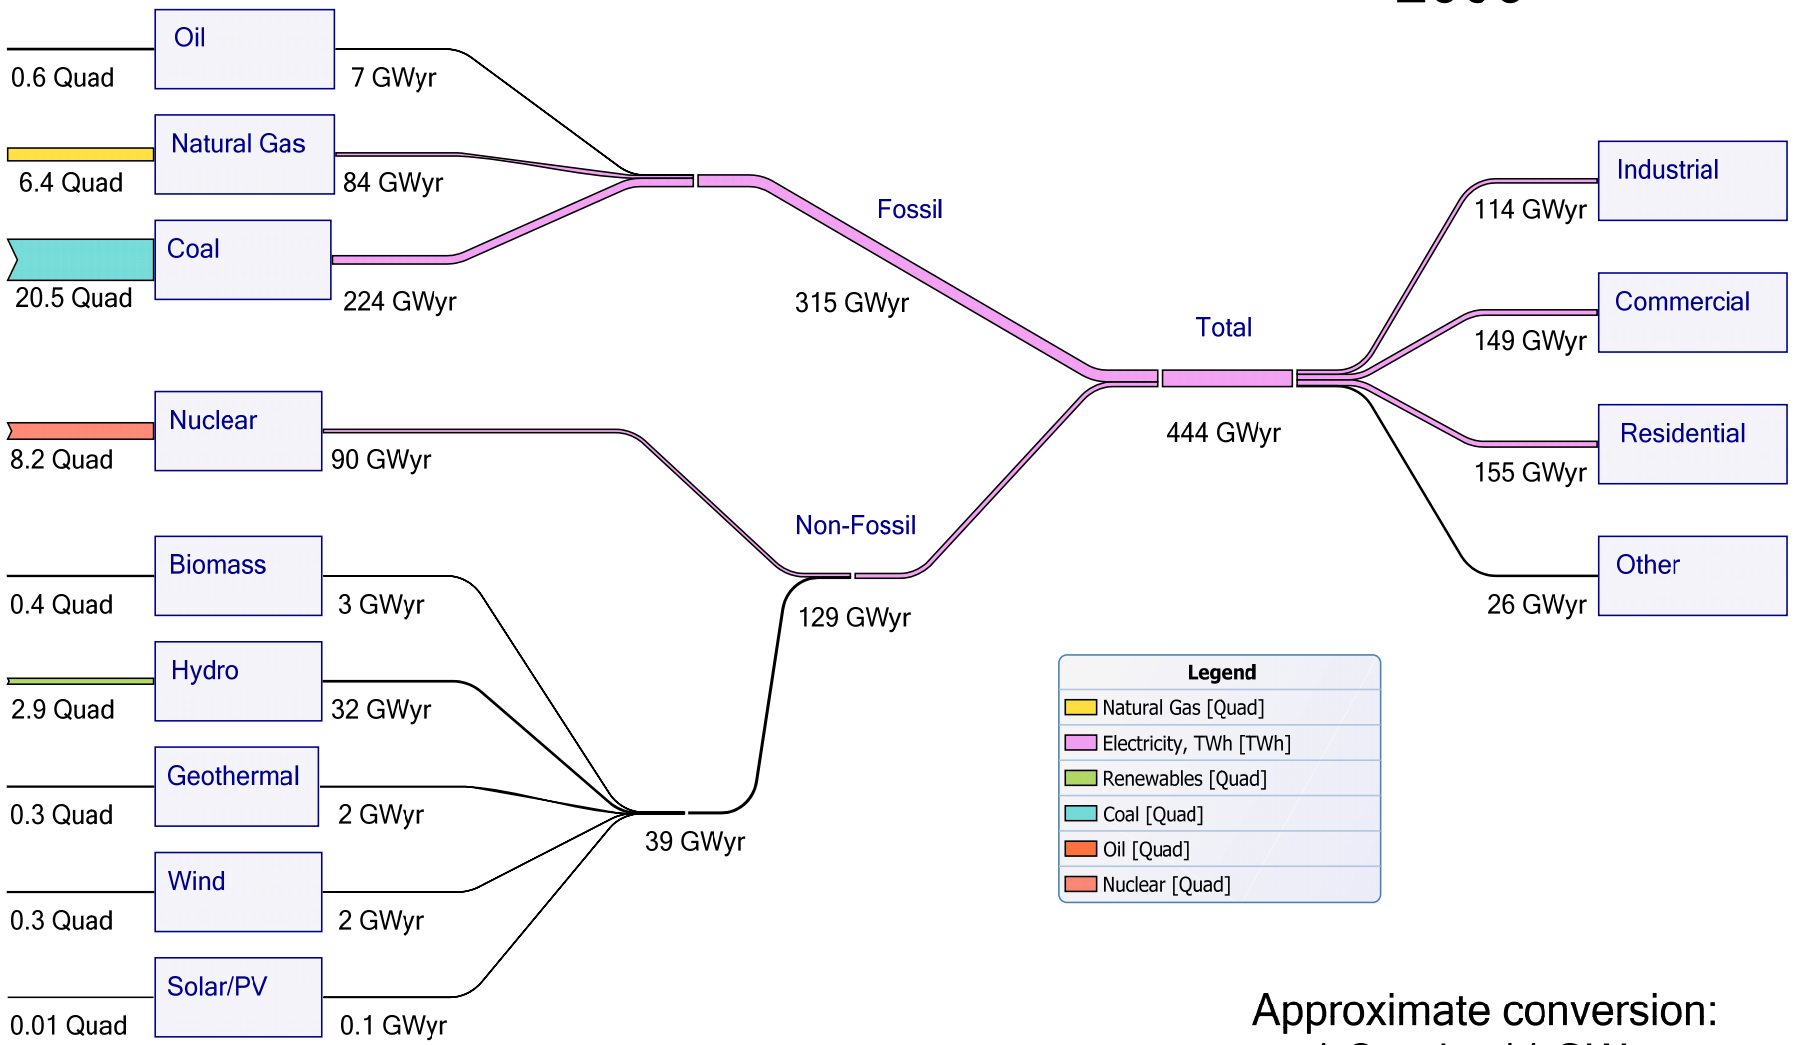 Oil
0.6 Quad
7 GWyr
Natural Gas
6.4 Quad
84 GWyr
Coal
20.5 Quad
224 GWyr
Fossil
315 GWyr
Nuclear
8.2 Quad
90 GWyr
Non-Fossil
129 GWyr
Biomass
0.4 Quad
3 GWyr
Hydro
2.9 Quad
32 GWyr
Geothermal
0.3 Quad
2 GWyr
Wind
0.3 Quad
2 GWyr
Solar/PV
0.01 Quad
0.1 GWyr
39 GWyr
Total
444 GWyr
Industrial
114 GWyr
Commercial
149 GWyr
Residential
155 GWyr
Other
26 GWyr
Legend
Natural Gas [Quad]
Electricity, TWh [TWh]
Renewables [Quad]
Coal [Quad]
Oil [Quad]
Nuclear [Quad]
Approximate conversion: